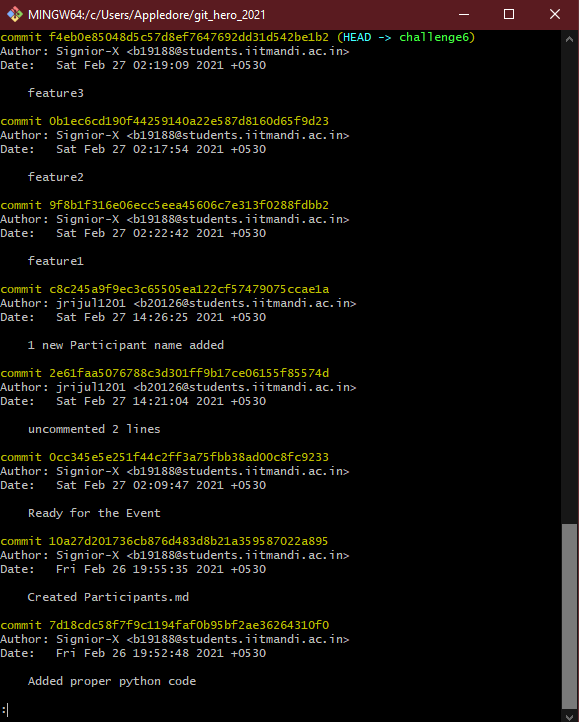 MINGW64:/c/Users/Appledore/git_hero_2021
commit f4eb0e85048d5c57d8ef7647692dd31d542be1b2 (HEAD -> challenge6)
Author: Signior-X <b19188@students.iitmandi.ac.in>
Date:   Sat Feb 27 02:19:09 2021 +0530
feature3
commit 0b1ec6cd190f44259140a22e587d8160d65f9d23
Author: Signior-X <b19188@students.iitmandi.ac.in>
Date:   Sat Feb 27 02:17:54 2021 +0530
feature2
commit 9f8b1f316e06ecc5eea45606c7e313f0288fdbb2
Author: Signior-X <b19188@students.iitmandi.ac.in>
Date:   Sat Feb 27 02:22:42 2021 +0530
feature1
commit c8c245a9f9ec3c65505ea122cf57479075ccae1a
Author: jrijul1201 <b20126@students.iitmandi.ac.in>
Date:   Sat Feb 27 14:26:25 2021 +0530
1 new Participant name added
commit 2e61faa5076788c3d301ff9b17ce06155f85574d
Author: jrijul1201 <b20126@students.iitmandi.ac.in>
Date:   Sat Feb 27 14:21:04 2021 +0530
uncommented 2 lines
commit 0cc345e5e251f44c2ff3a75fbb38ad00c8fc9233
Author: Signior-X <b19188@students.iitmandi.ac.in>
Date:   Sat Feb 27 02:09:47 2021 +0530
Ready for the Event
commit 10a27d201736cb876d483d8b21a359587022a895
Author: Signior-X <b19188@students.iitmandi.ac.in>
Date:   Fri Feb 26 19:55:35 2021 +0530
Created Participants.md
commit 7d18cdc58f7f9c1194faf0b95bf2ae36264310f0
Author: Signior-X <b19188@students.iitmandi.ac.in>
Date:   Fri Feb 26 19:52:48 2021 +0530
Added proper python code
: